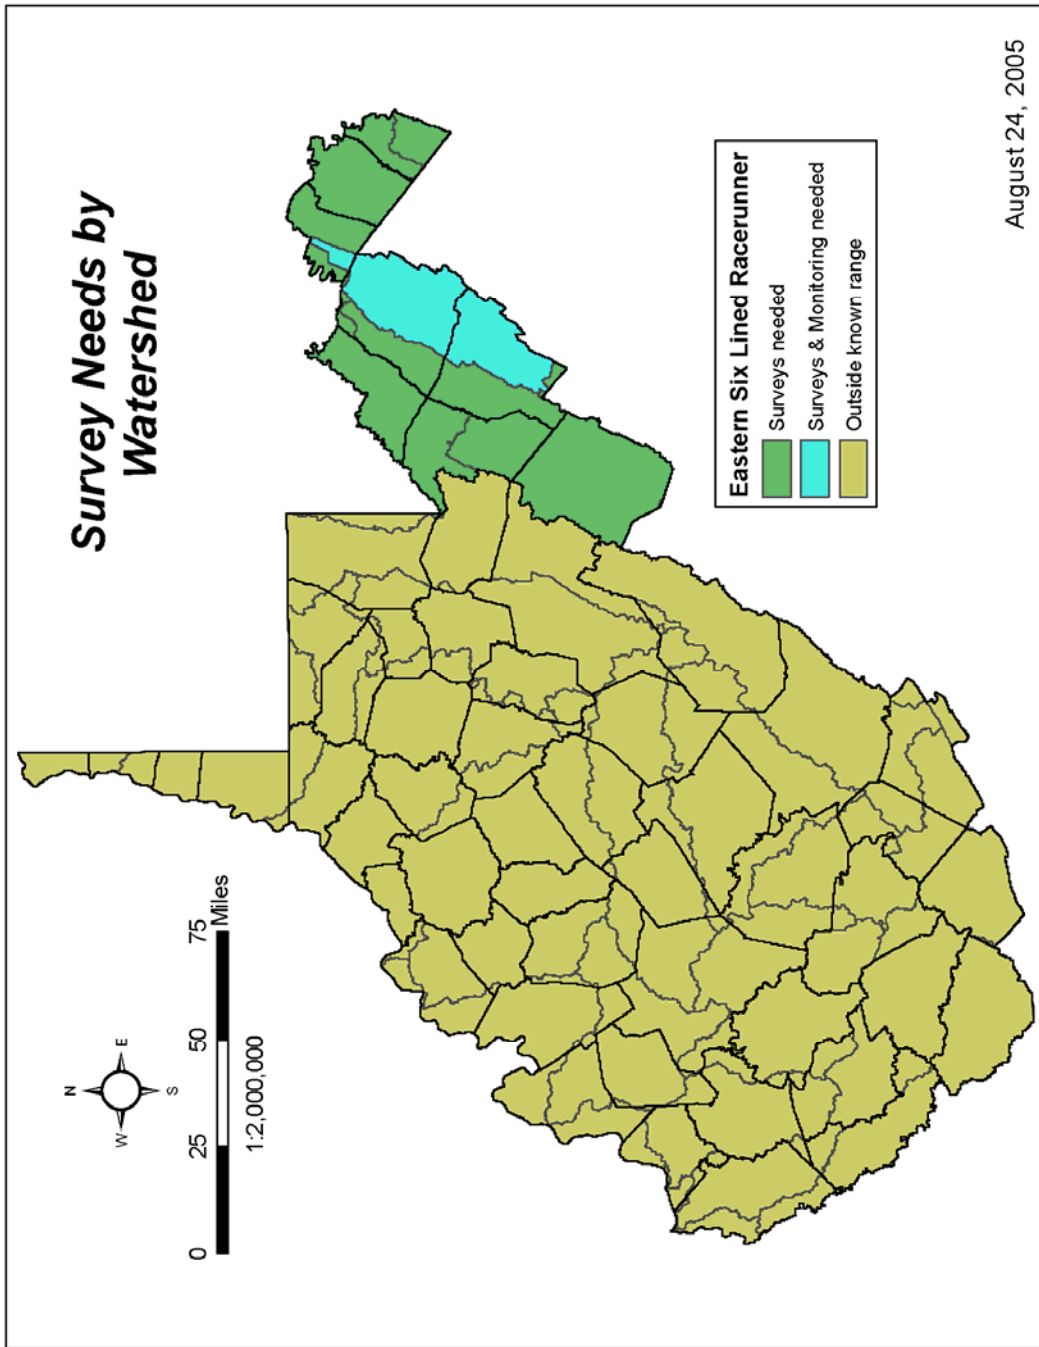 Survey Needs by
Watershed
N
W
E
S
0
25
50
75
Miles
1:2,000,000
Eastern Six Lined Racerunner
Surveys needed
Surveys & Monitoring needed
Outside known range
August 24, 2005